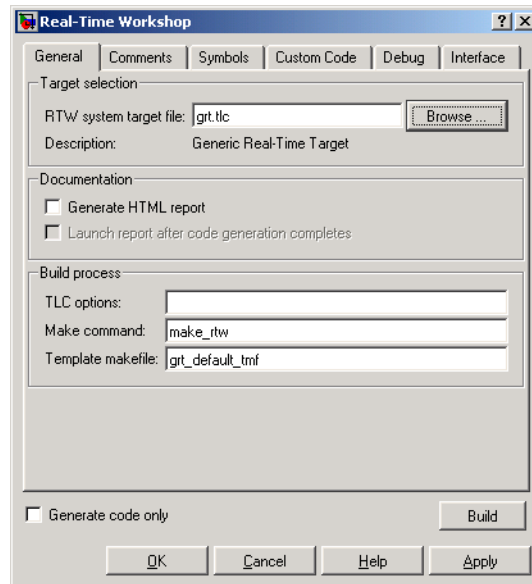 Real-Time Workshop
General Comments Symbols Custom Code Debug Interface
Target selection
RTW system target file: grt.tlc Browse ...
Description: Generic Real-Time Target
Documentation
Generate HTML report
Launch report after code generation completes
Build process
TLC options:
Make command: make_rtw
Template makefile: grt_default_tmf
Generate code only Build
OK Cancel Help Apply